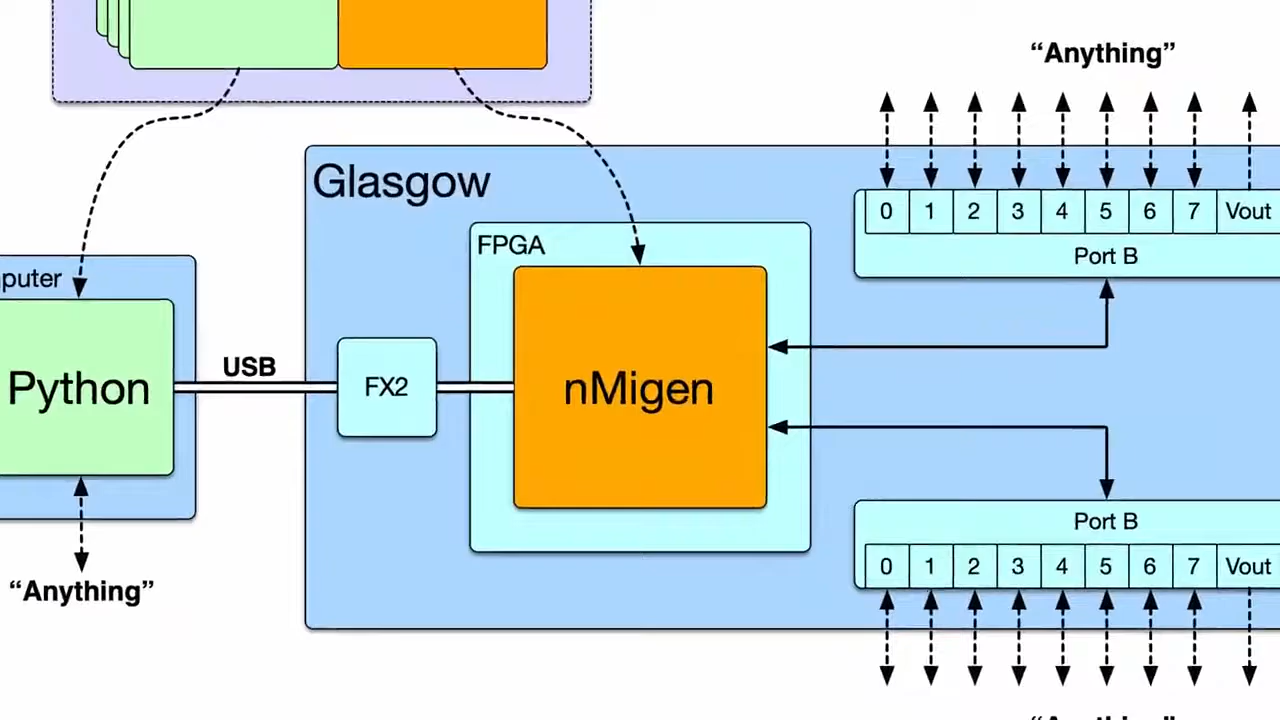 “Anything”
Glasgow
0 1 2 3 4 5 6 7 Vout
Port B
FPGA
puter
Python
USB
FX2
nMigen
Port B
0 1 2 3 4 5 6 7 Vout
“Anything”
“Anything”